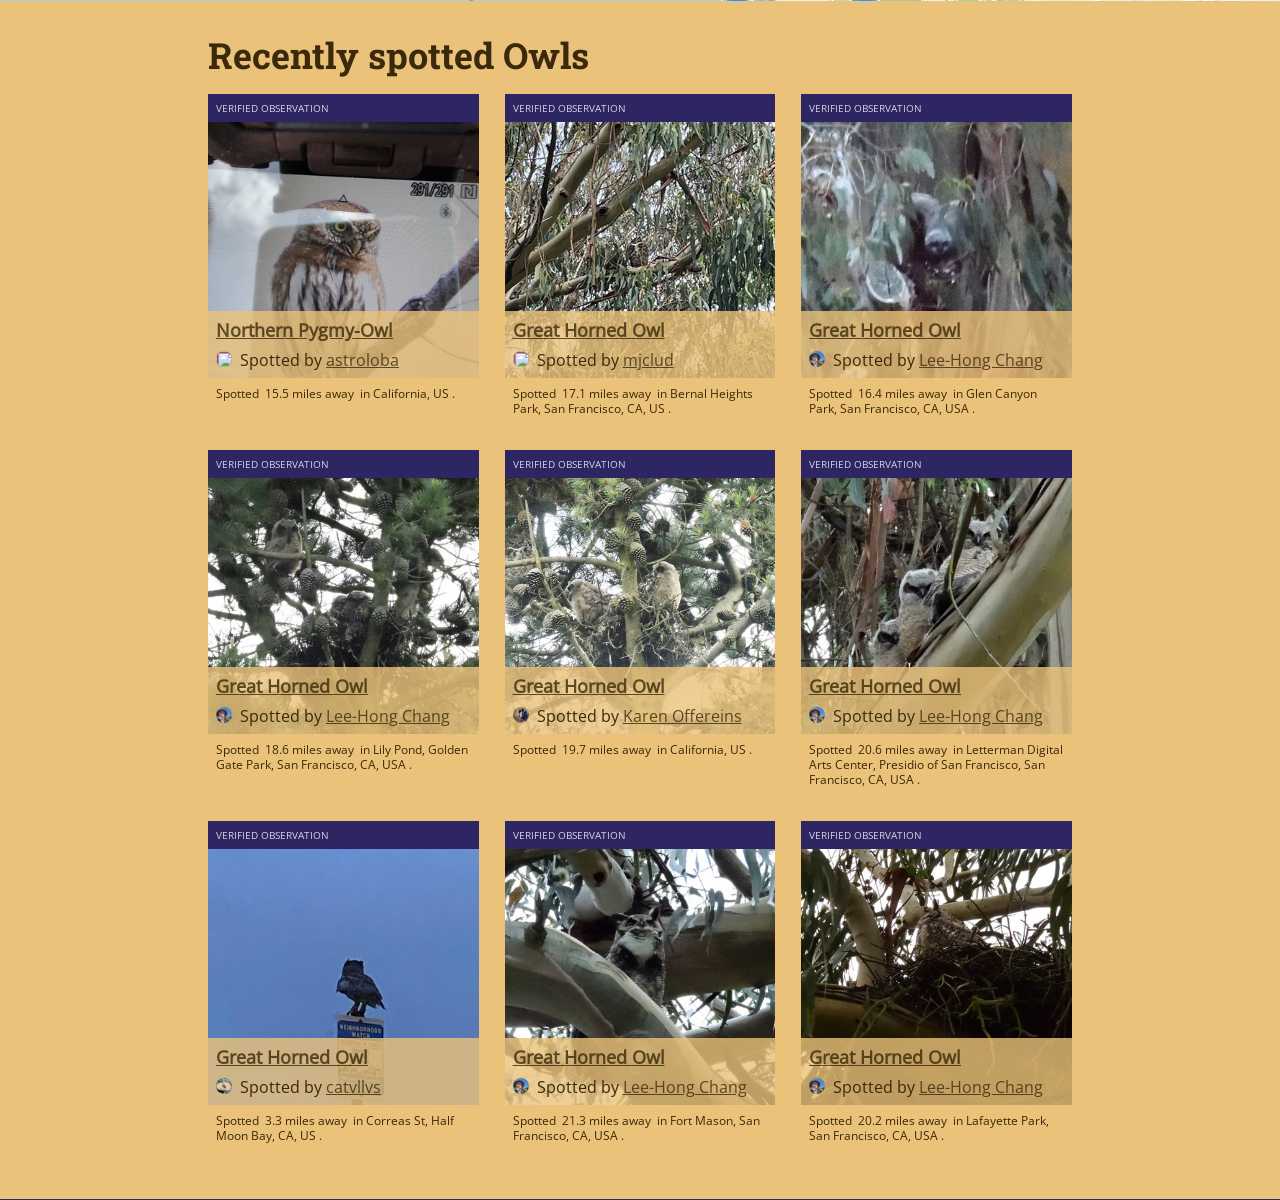 Recently spotted Owls
VERIFIED OBSERVATION
291/291 N
Northern Pygmy-Owl
Spotted by astroloba
Spotted 15.5 miles away in California, US .
VERIFIED OBSERVATION
Great Horned Owl
Spotted by mjclud
Spotted 17.1 miles away in Bernal Heights
Park, San Francisco, CA, US .
VERIFIED OBSERVATION
Great Horned Owl
Spotted by Lee-Hong Chang
Spotted 16.4 miles away in Glen Canyon
Park, San Francisco, CA, USA .
VERIFIED OBSERVATION
Great Horned Owl
Spotted by Lee-Hong Chang
Spotted 18.6 miles away in Lily Pond, Golden
Gate Park, San Francisco, CA, USA .
VERIFIED OBSERVATION
Great Horned Owl
Spotted by Karen Offereins
Spotted 19.7 miles away in California, US .
VERIFIED OBSERVATION
Great Horned Owl
Spotted by Lee-Hong Chang
Spotted 20.6 miles away in Letterman Digital
Arts Center, Presidio of San Francisco, San
Francisco, CA, USA .
VERIFIED OBSERVATION
NEIGHBORHOOD
WATCH
Great Horned Owl
Spotted by catvllvs
Spotted 3.3 miles away in Correas St, Half
Moon Bay, CA, US .
VERIFIED OBSERVATION
Great Horned Owl
Spotted by Lee-Hong Chang
Spotted 21.3 miles away in Fort Mason, San
Francisco, CA, USA .
VERIFIED OBSERVATION
Great Horned Owl
Spotted by Lee-Hong Chang
Spotted 20.2 miles away in Lafayette Park,
San Francisco, CA, USA .